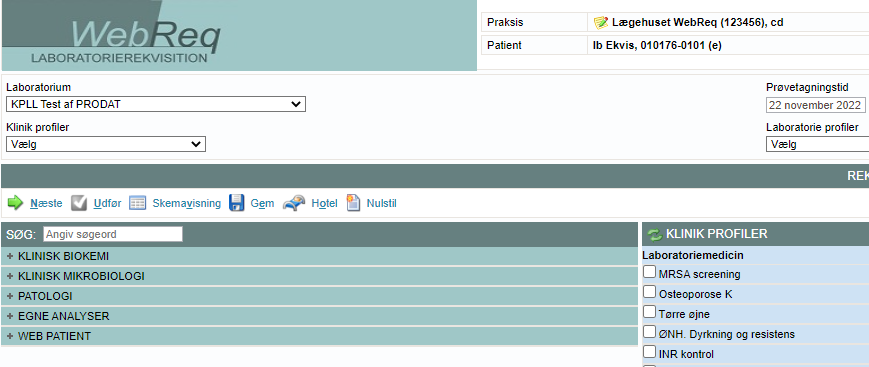 WebReq
LABORATORIEREKVISITION
Praksis Lægehuset WebReq (123456), cd
Patient Ib Ekvis, 010176-0101 (e)
Laboratorium Prøvetagningstid
KPLL Test af PRODAT 22 november 2022
Klinik profiler Laboratorie profiler
Vælg Vælg
REK
Næste Udfør Skemavisning Gem Hotel Nulstil
SØG: Angiv søgeord KLINIK PROFILER
+ KLINISK BIOKEMI Laboratoriemedicin
+ KLINISK MIKROBIOLOGI MRSA screening
+ PATOLOGI Osteoporose K
+ EGNE ANALYSER Tørre øjne
+ WEB PATIENT ØNH. Dyrkning og resistens
INR kontrol